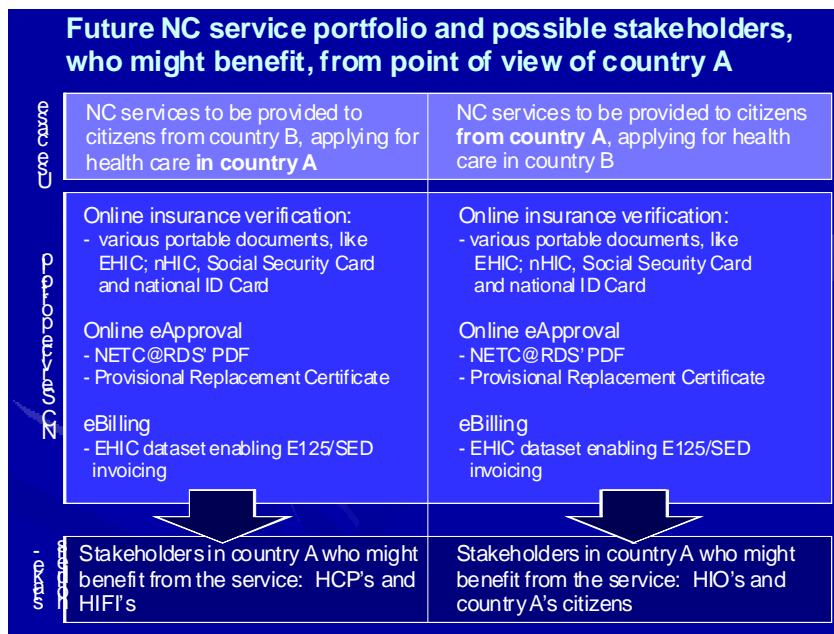 Future NC service portfolio and possible stakeholders,
who might benefit, from point of view of country A
Usecase
NC services to be provided to
citizens from country B, applying for
health care in country A
NC services to be provided to citizens
from country A, applying for health
care in country B
NC Service portfolio
Online insurance verification:
- various portable documents, like
EHIC; nHIC, Social Security Card
and national ID Card
Online eApproval
- NETC@RDS' PDF
- Provisional Replacement Certificate
eBilling
- EHIC dataset enabling E125/SED
invoicing
Online insurance verification:
- various portable documents, like
EHIC; nHIC, Social Security Card
and national ID Card
Online eApproval
- NETC@RDS' PDF
- Provisional Replacement Certificate
eBilling
- EHIC dataset enabling E125/SED
invoicing
Stake-
holders
Stakeholders in country A who might
benefit from the service: HCP's and
HIFI's
Stakeholders in country A who might
benefit from the service: HIO's and
country A's citizens